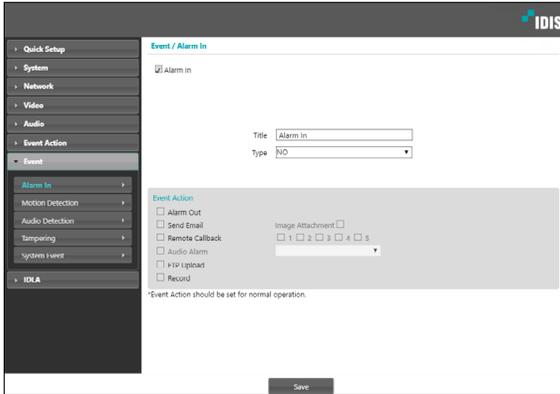 IDIS
Quick Setup
System
Network
Video
Audio
Event Action
Event
Alarm In
Motion Detection
Audio Detection
Tampering
System Event
IDLA
Event / Alarm In
Alarm In
Title Alarm In
Type NO
Event Action
Alarm Out
Send Email Image Attachment
Remote Callback 1 2 3 4 5
Audio Alarm
FTP Upload
Record
*Event Action should be set for normal operation.
Save